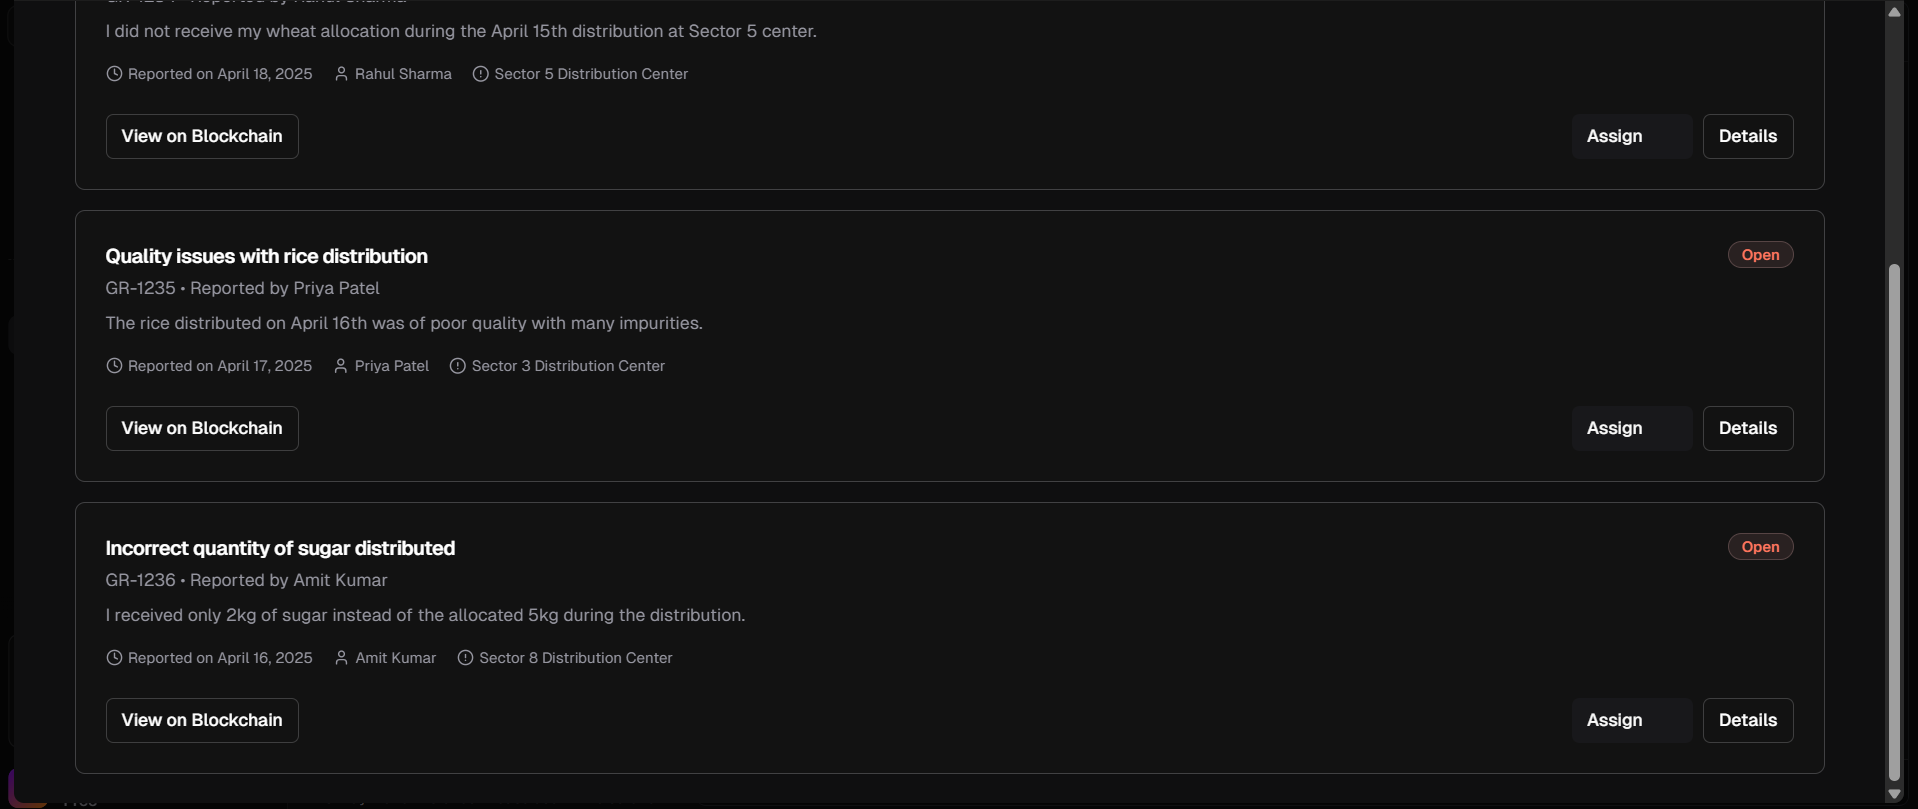 I did not receive my wheat allocation during the April 15th distribution at Sector 5 center.
Reported on April 18, 2025 Rahul Sharma Sector 5 Distribution Center
View on Blockchain Assign Details
Quality issues with rice distribution Open
GR-1235 • Reported by Priya Patel
The rice distributed on April 16th was of poor quality with many impurities.
Reported on April 17, 2025 Priya Patel Sector 3 Distribution Center
View on Blockchain Assign Details
Incorrect quantity of sugar distributed Open
GR-1236 • Reported by Amit Kumar
I received only 2kg of sugar instead of the allocated 5kg during the distribution.
Reported on April 16, 2025 Amit Kumar Sector 8 Distribution Center
View on Blockchain Assign Details